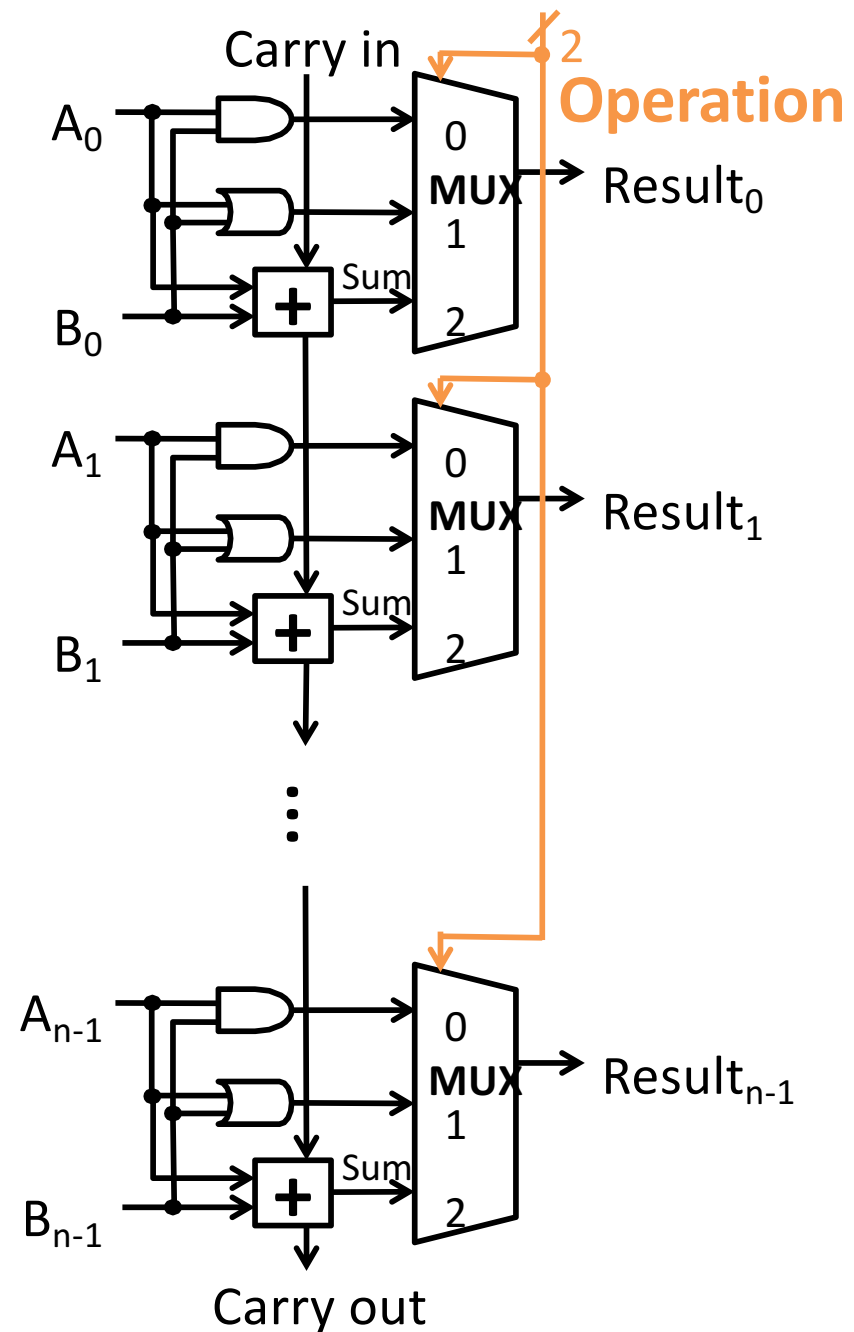 Carry in
2
Operation
A₀
0
MUX
Result₀
1
Sum
+
2
B₀
A₁
0
MUX
Result₁
1
Sum
+
2
B₁
⋮
Aₙ₋₁
0
MUX
Resultₙ₋₁
1
Sum
+
2
Bₙ₋₁
Carry out